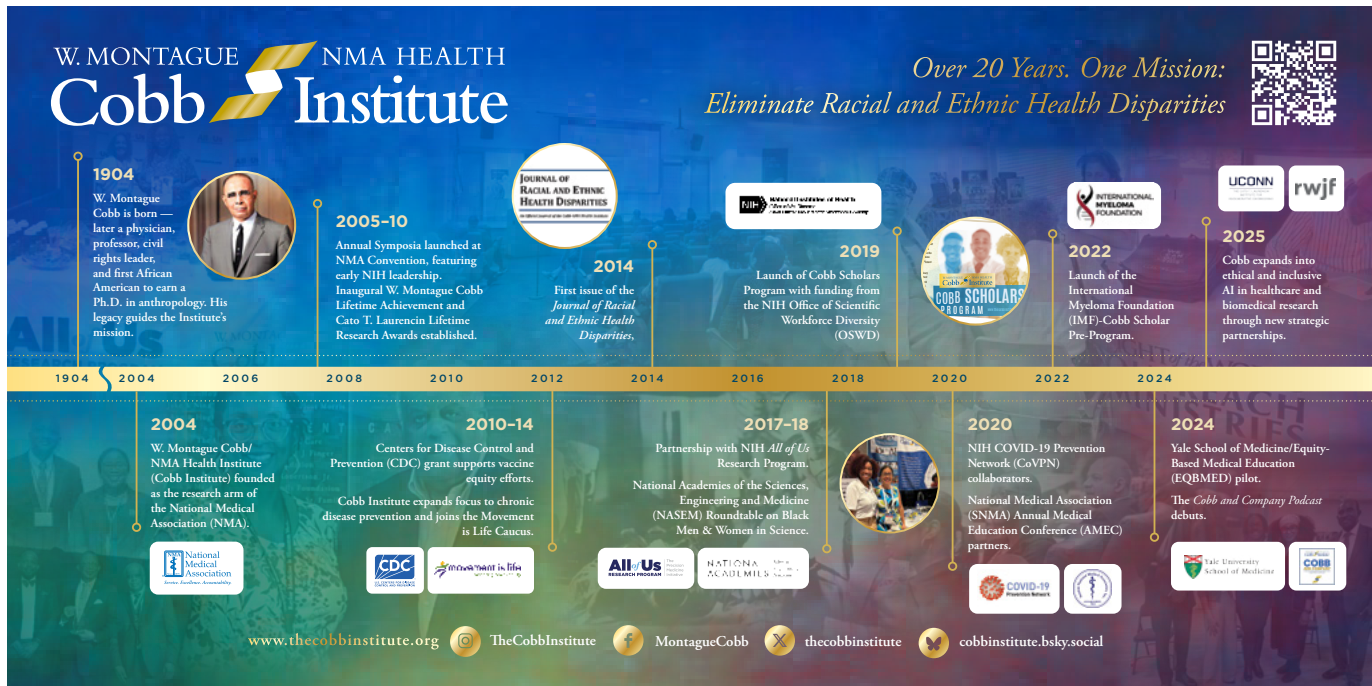 W. MONTAGUE NMA HEALTH
Cobb Institute
Over 20 Years. One Mission:
Eliminate Racial and Ethnic Health Disparities
1904
W. Montague
Cobb is born —
later a physician,
professor, civil
rights leader,
and first African
American to earn a
Ph.D. in anthropology. His
legacy guides the Institute's
mission.
2005–10
Annual Symposia launched at
NMA Convention, featuring
early NIH leadership.
Inaugural W. Montague Cobb
Lifetime Achievement and
Cato T. Laurencin Lifetime
Research Awards established.
JOURNAL OF
RACIAL AND ETHNIC
HEALTH DISPARITIES
2014
First issue of the
Journal of Racial
and Ethnic Health
Disparities,
NIH National Institutes of Health
2019
Launch of Cobb Scholars
Program with funding from
the NIH Office of Scientific
Workforce Diversity
(OSWD)
Cobb Institute
COBB SCHOLARS
PROGRAM
INTERNATIONAL
MYELOMA
FOUNDATION
2022
Launch of the
International
Myeloma Foundation
(IMF)-Cobb Scholar
Pre-Program.
UCONN
rwjf
2025
Cobb expands into
ethical and inclusive
AI in healthcare and
biomedical research
through new strategic
partnerships.
1904 2004 2006 2008 2010 2012 2014 2016 2018 2020 2022 2024
2004
W. Montague Cobb/
NMA Health Institute
(Cobb Institute) founded
as the research arm of
the National Medical
Association (NMA).
National
Medical
Association
Service. Excellence. Accountability
2010–14
Centers for Disease Control and
Prevention (CDC) grant supports vaccine
equity efforts.
Cobb Institute expands focus to chronic
disease prevention and joins the Movement
is Life Caucus.
CDC
movement is life
2017–18
Partnership with NIH All of Us
Research Program.
National Academies of the Sciences,
Engineering and Medicine
(NASEM) Roundtable on Black
Men & Women in Science.
All of Us
RESEARCH PROGRAM
NATIONAL
ACADEMIES
2020
NIH COVID-19 Prevention
Network (CoVPN)
collaborators.
National Medical Association
(SNMA) Annual Medical
Education Conference (AMEC)
partners.
COVID-19
Prevention Network
2024
Yale School of Medicine/Equity-
Based Medical Education
(EQBMED) pilot.
The Cobb and Company Podcast
debuts.
Yale University
School of Medicine
COBB
www.thecobbinstitute.org TheCobbInstitute MontagueCobb thecobbinstitute cobbinstitute.bsky.social